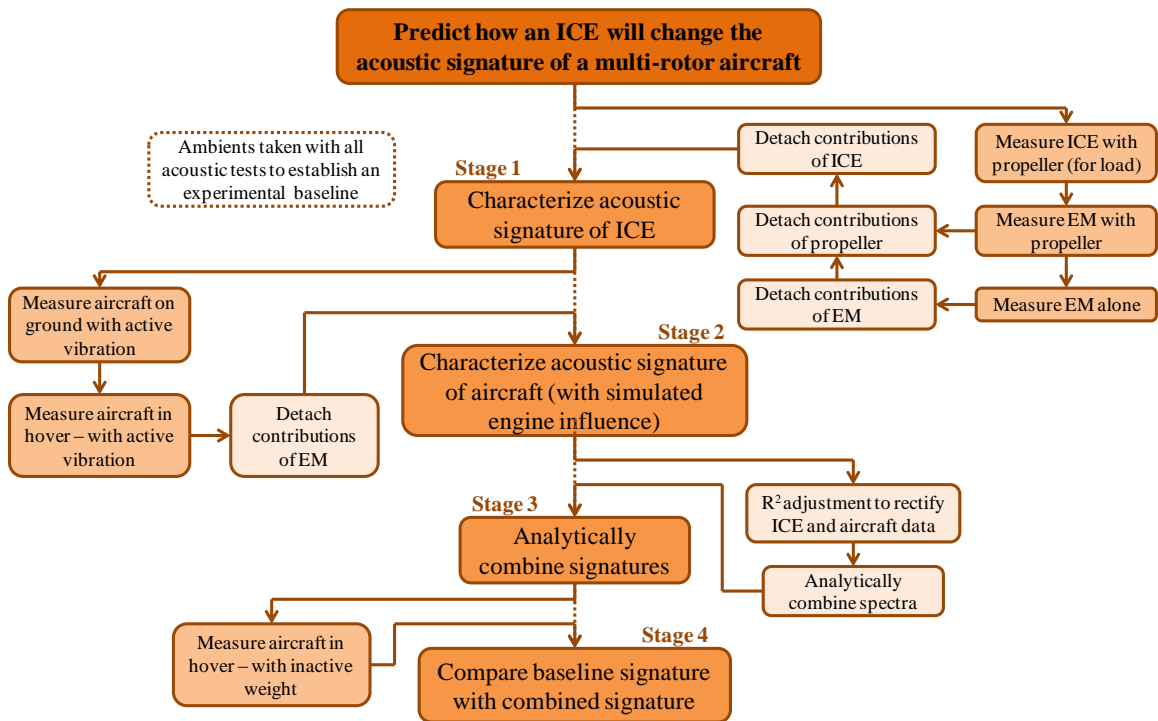 Predict how an ICE will change the
acoustic signature of a multi-rotor aircraft
Ambients taken with all
acoustic tests to establish an
experimental baseline
Detach contributions
of ICE
Measure ICE with
propeller (for load)
Stage 1
Characterize acoustic
signature of ICE
Detach contributions
of propeller
Measure EM with
propeller
Detach contributions
of EM
Measure EM alone
Measure aircraft on
ground with active
vibration
Stage 2
Characterize acoustic signature
of aircraft (with simulated
engine influence)
Measure aircraft in
hover – with active
vibration
Detach
contributions
of EM
Stage 3
Analytically
combine signatures
R² adjustment to rectify
ICE and aircraft data
Analytically
combine spectra
Measure aircraft in
hover – with inactive
weight
Stage 4
Compare baseline signature
with combined signature